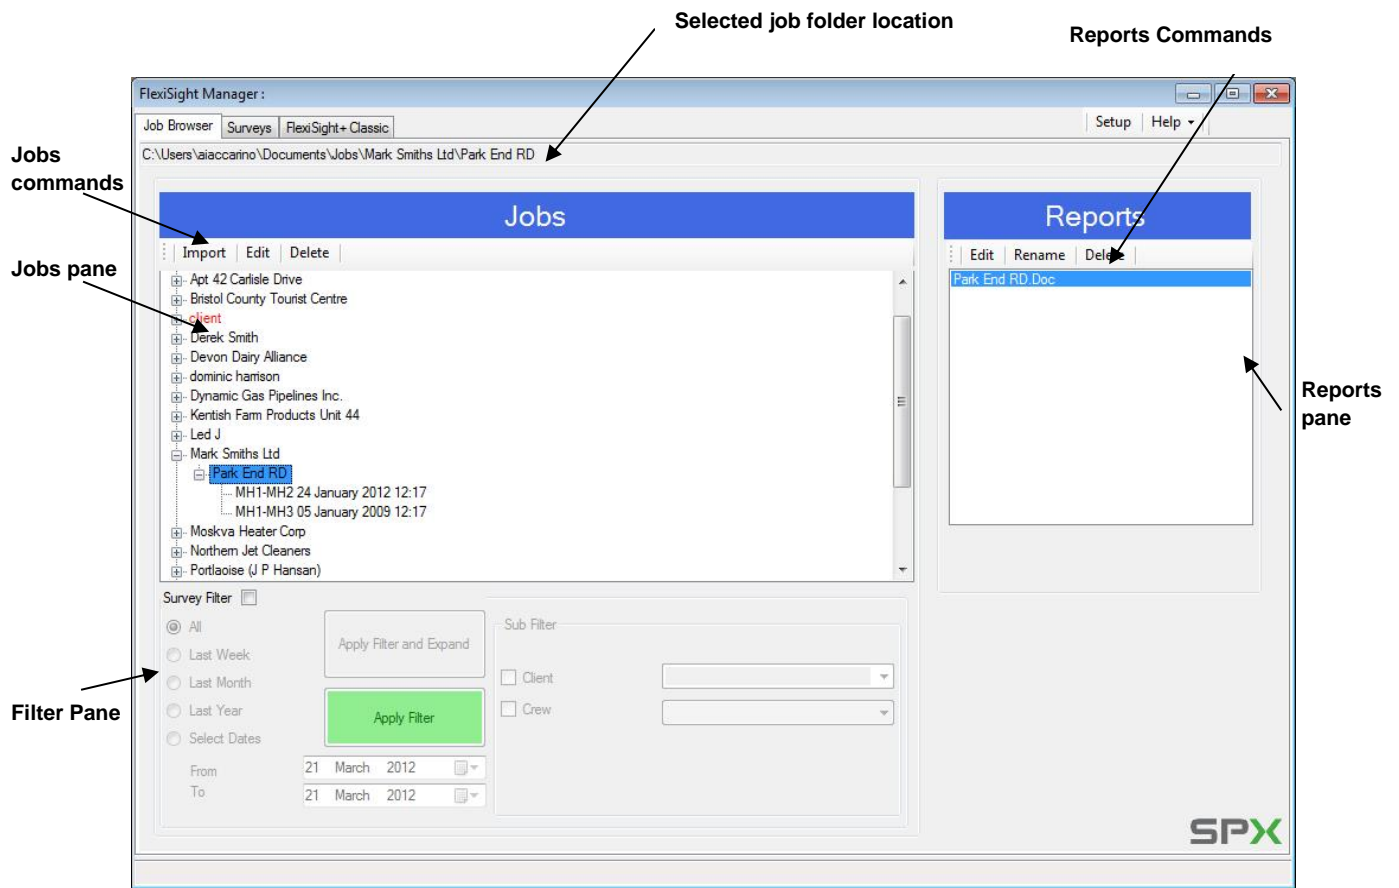 Selected job folder location
Reports Commands
FlexiSight Manager :
Job Browser Surveys FlexiSight+ Classic Setup Help
C:\Users\aiaccarino\Documents\Jobs\Mark Smiths Ltd\Park End RD
Jobs
commands
Jobs
Reports
Import Edit Delete
Edit Rename Delete
Jobs pane
Apt 42 Carlisle Drive
Park End RD.Doc
Bristol County Tourist Centre
client
Derek Smith
Devon Dairy Alliance
dominic harrison
Dynamic Gas Pipelines Inc.
Kentish Farm Products Unit 44
Led J
Mark Smiths Ltd
Park End RD
MH1-MH2 24 January 2012 12:17
MH1-MH3 05 January 2009 12:17
Moskva Heater Corp
Northern Jet Cleaners
Portlaoise (J P Hansan)
Reports
pane
Survey Filter
All
Last Week
Last Month
Last Year
Select Dates
Apply Filter and Expand
Apply Filter
Sub Filter
Client
Crew
Filter Pane
From 21 March 2012
To 21 March 2012
SPX